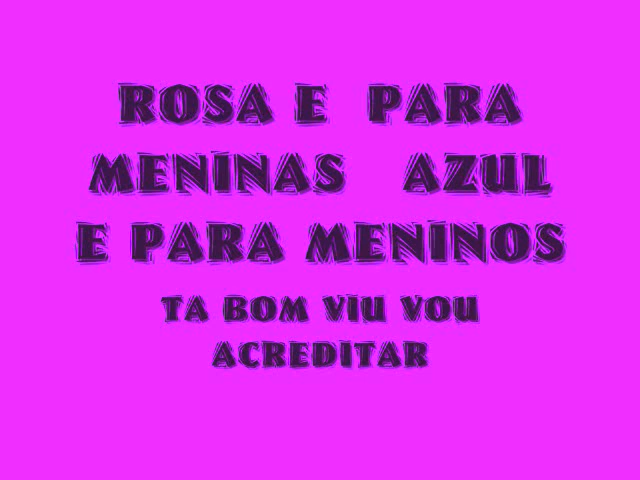 ROSA E PARA
MENINAS AZUL
E PARA MENINOS
TA BOM VIU VOU
ACREDITAR